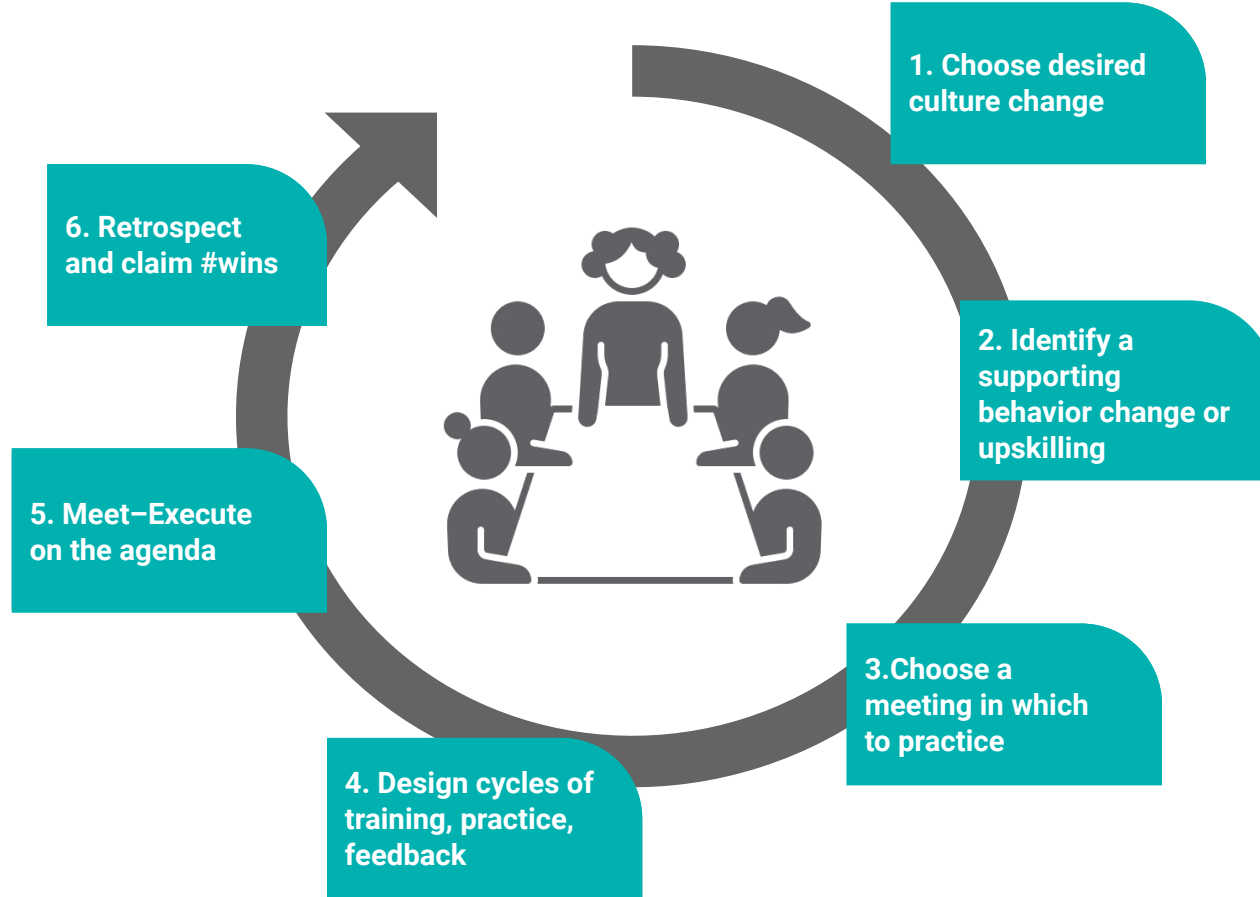 1. Choose desired
culture change
2. Identify a
supporting
behavior change or
upskilling
3.Choose a
meeting in which
to practice
4. Design cycles of
training, practice,
feedback
5. Meet–Execute
on the agenda
6. Retrospect
and claim #wins